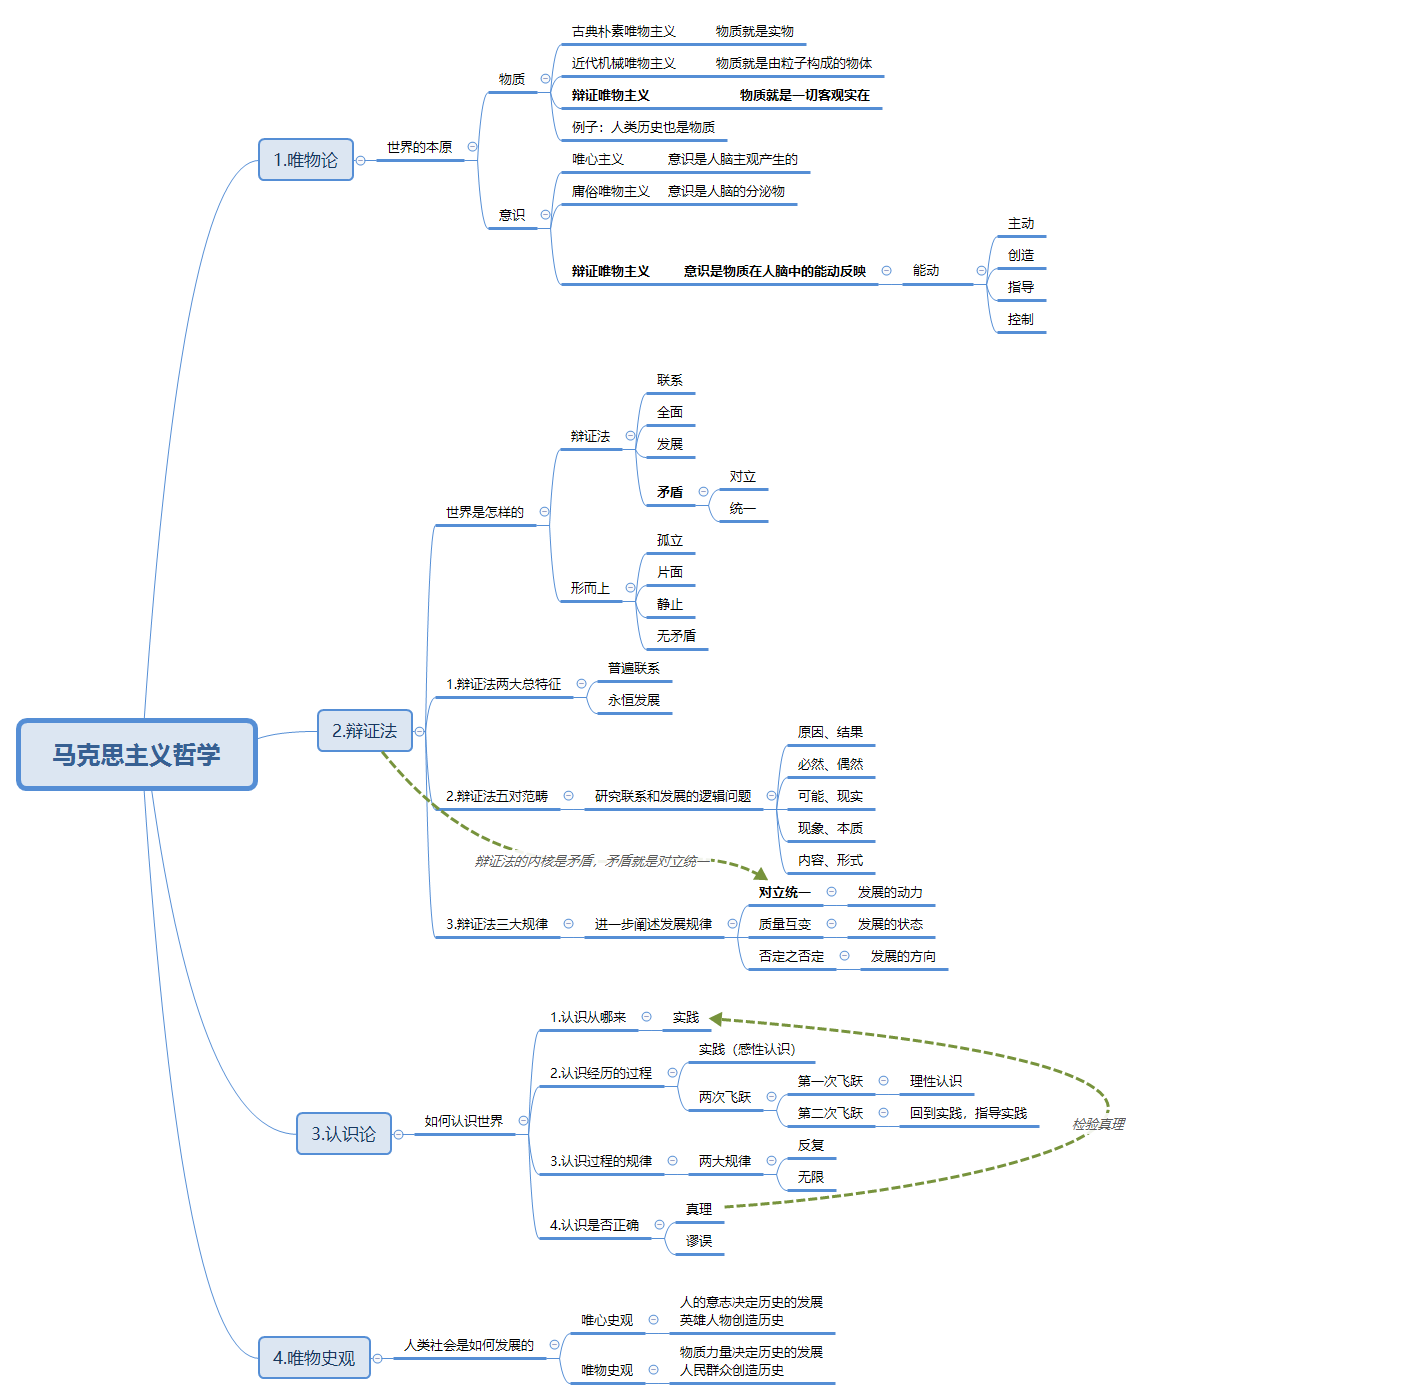 马克思主义哲学
1.唯物论
世界的本原
物质
古典朴素唯物主义 物质就是实物
近代机械唯物主义 物质就是由粒子构成的物体
辩证唯物主义 物质就是一切客观实在
例子：人类历史也是物质
意识
唯心主义 意识是人脑主观产生的
庸俗唯物主义 意识是人脑的分泌物
辩证唯物主义 意识是物质在人脑中的能动反映
能动
主动
创造
指导
控制
2.辩证法
世界是怎样的
辩证法
联系
全面
发展
矛盾
对立
统一
形而上
孤立
片面
静止
无矛盾
1.辩证法两大总特征
普遍联系
永恒发展
2.辩证法五对范畴
研究联系和发展的逻辑问题
原因、结果
必然、偶然
可能、现实
现象、本质
内容、形式
辩证法的内核是矛盾，矛盾就是对立统一
3.辩证法三大规律
进一步阐述发展规律
对立统一
发展的动力
质量互变
发展的状态
否定之否定
发展的方向
3.认识论
如何认识世界
1.认识从哪来
实践
2.认识经历的过程
实践（感性认识）
两次飞跃
第一次飞跃
理性认识
第二次飞跃
回到实践，指导实践
检验真理
3.认识过程的规律
两大规律
反复
无限
4.认识是否正确
真理
谬误
4.唯物史观
人类社会是如何发展的
唯心史观
人的意志决定历史的发展
英雄人物创造历史
唯物史观
物质力量决定历史的发展
人民群众创造历史